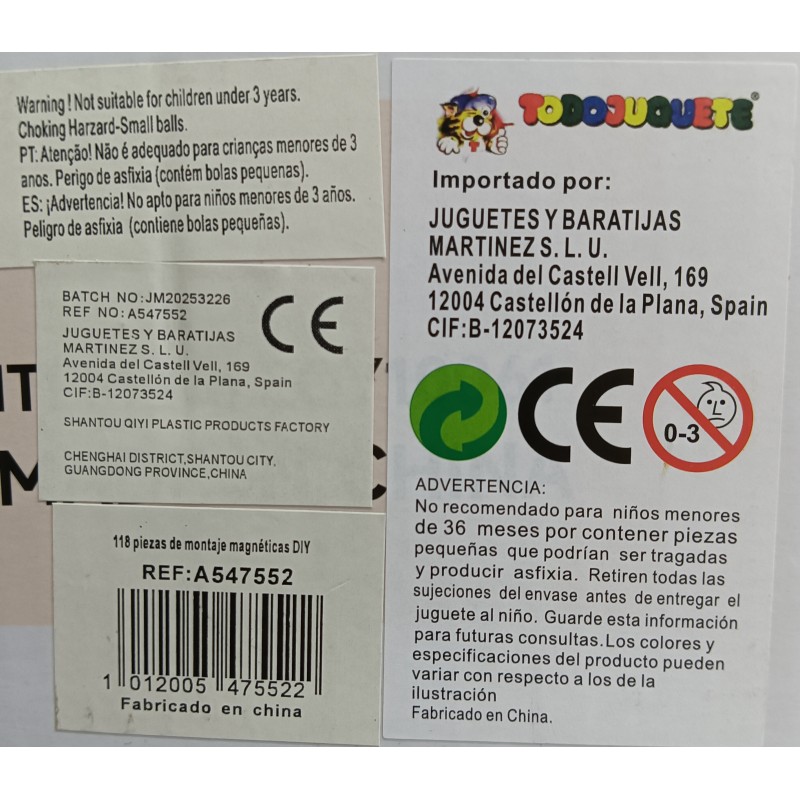 Warning ! Not suitable for children under 3 years.
Choking Harzard-Small balls.
PT: Atenção! Não é adequado para crianças menores de 3
anos. Perigo de asfixia (contém bolas pequenas).
ES: ¡Advertencia! No apto para niños menores de 3 años.
Peligro de asfixia (contiene bolas pequeñas).
BATCH NO:JM20253226
REF NO:A547552
CE
JUGUETES Y BARATIJAS
MARTINEZ S. L. U.
Avenida del Castell Vell, 169
12004 Castellón de la Plana, Spain
CIF:B-12073524
SHANTOU QIYI PLASTIC PRODUCTS FACTORY
CHENGHAI DISTRICT,SHANTOU CITY,
GUANGDONG PROVINCE,CHINA
118 piezas de montaje magnéticas DIY
REF:A547552
1 012005 475522
Fabricado en china
TODOJUGUETE®
Importado por:
JUGUETES Y BARATIJAS
MARTINEZ S. L. U.
Avenida del Castell Vell, 169
12004 Castellón de la Plana, Spain
CIF:B-12073524
CE
0-3
ADVERTENCIA:
No recomendado para niños menores
de 36 meses por contener piezas
pequeñas que podrían ser tragadas
y producir asfixia. Retiren todas las
sujeciones del envase antes de entregar el
juguete al niño. Guarde esta información
para futuras consultas.Los colores y
especificaciones del producto pueden
variar con respecto a los de la
ilustración
Fabricado en China.